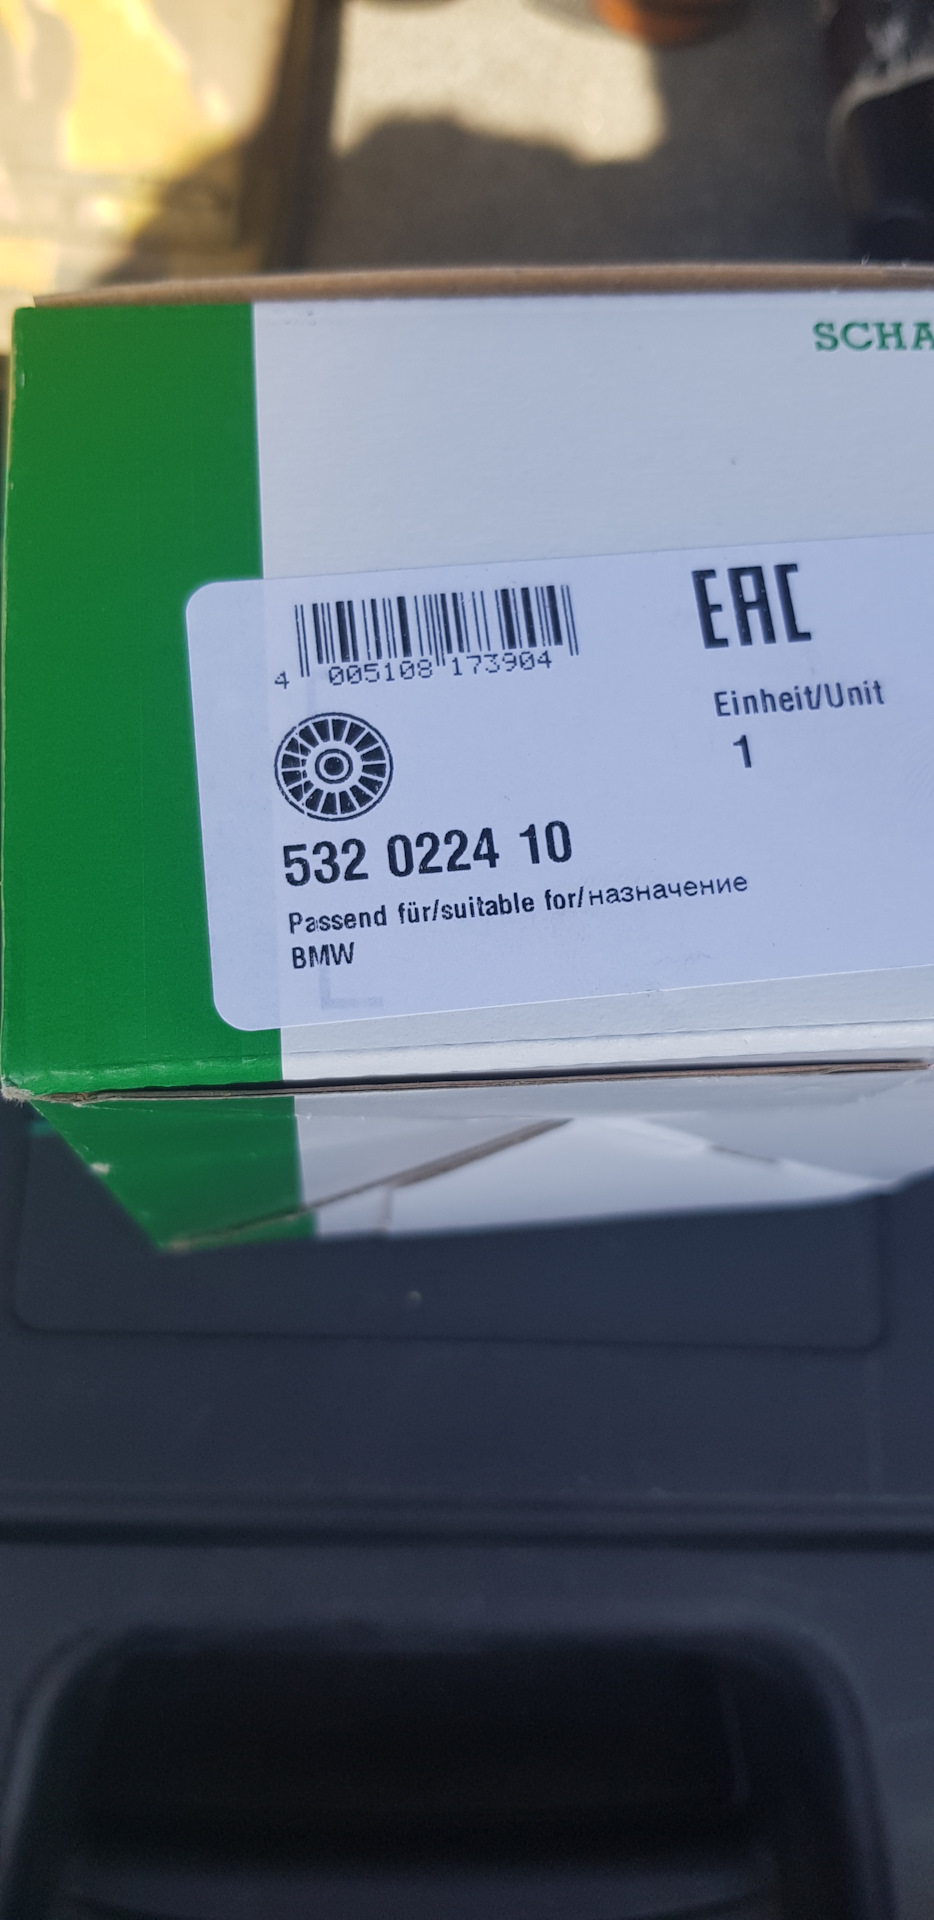 SCHA
EAC
4 005108 173904
Einheit/Unit
1
532 0224 10
Passend für/suitable for/назначение
BMW